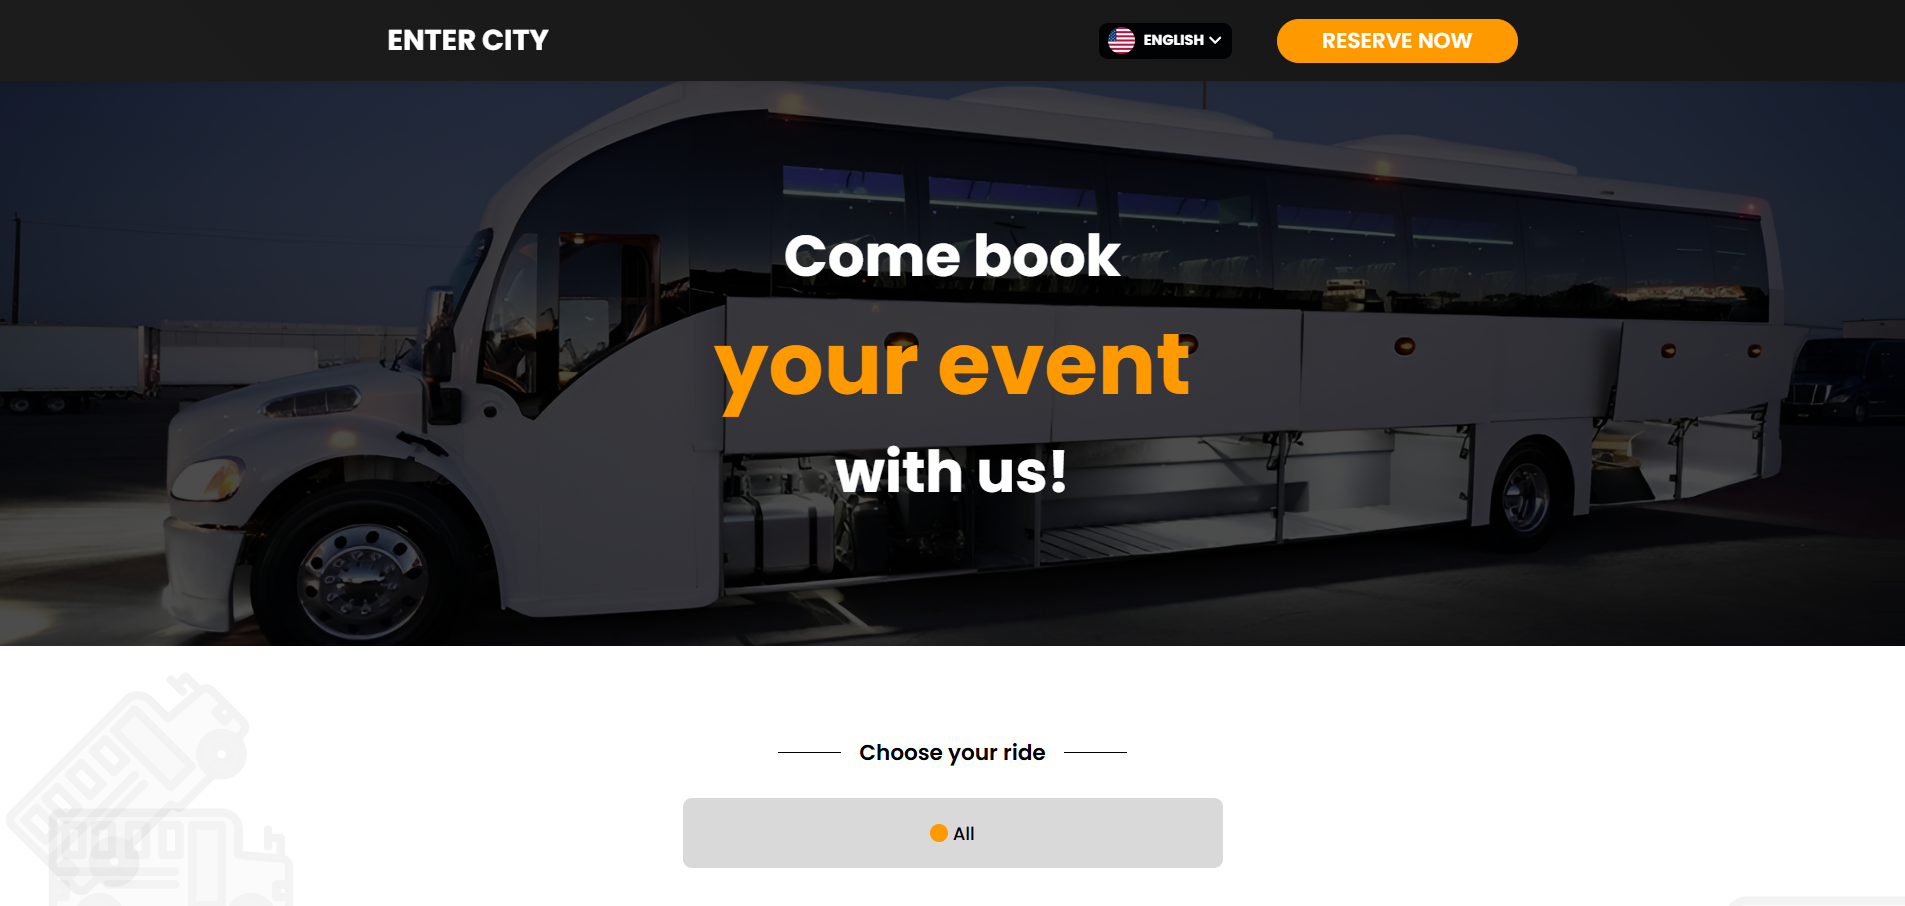 ENTER CITY
ENGLISH
RESERVE NOW
Come book
your event
with us!
Choose your ride
All